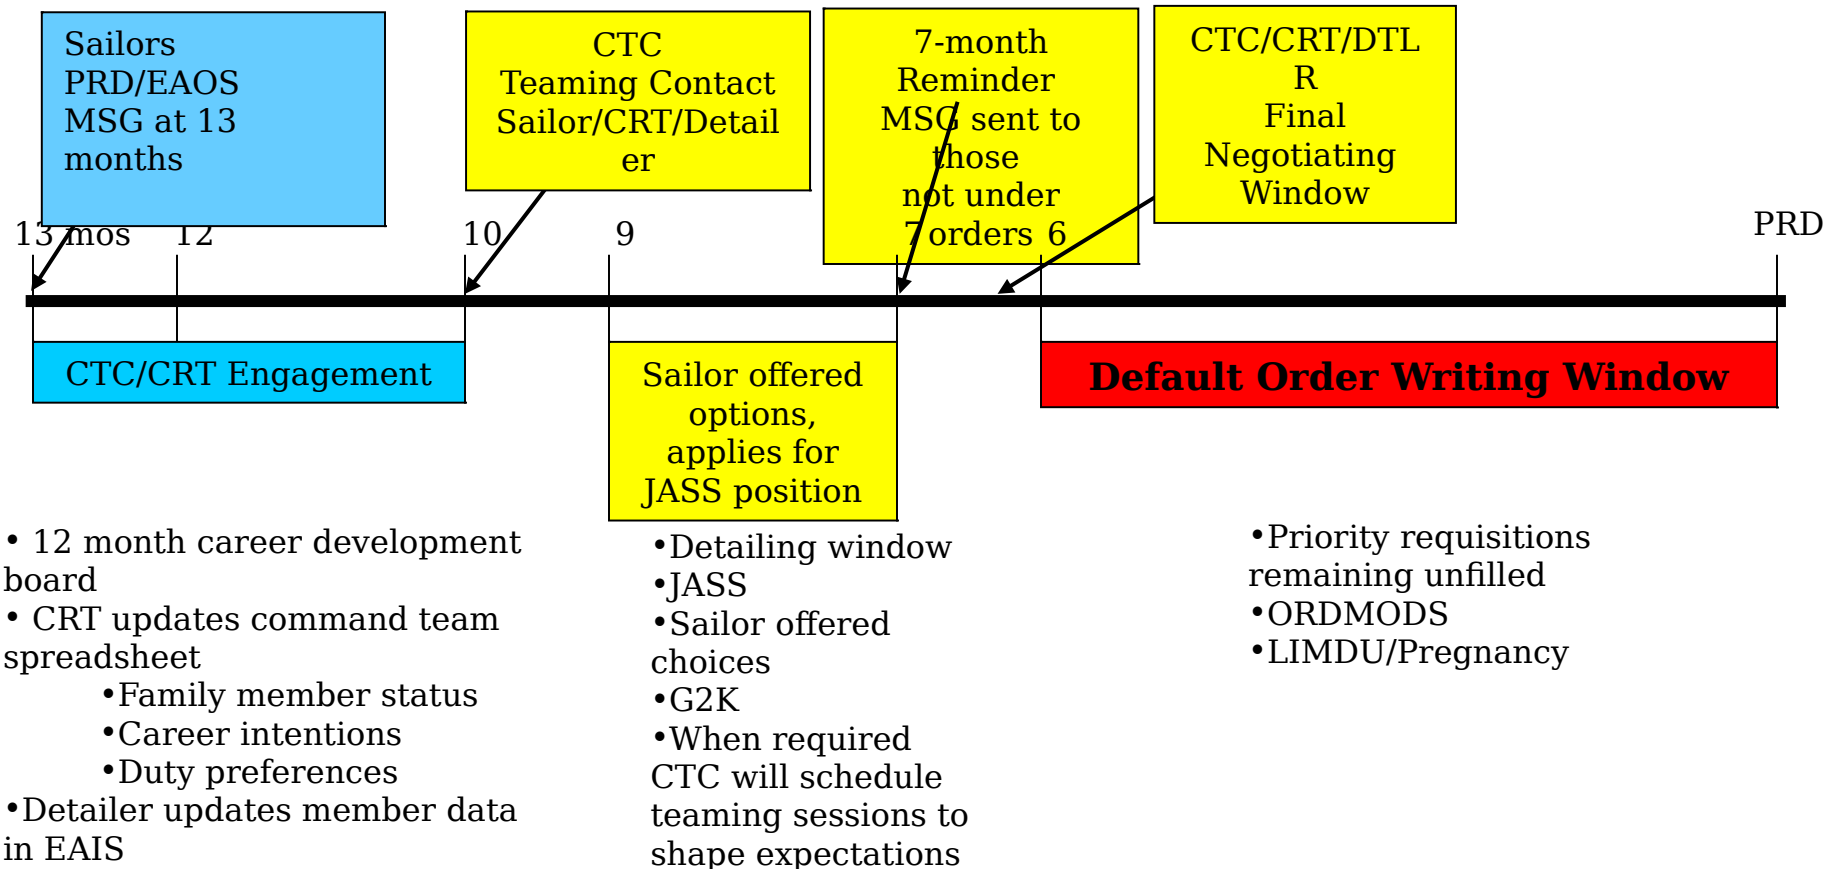 Sailors
PRD/EAOS
MSG at 13
months
CTC
Teaming Contact
Sailor/CRT/Detail
er
7-month
Reminder
MSG sent to
those
not under
orders
CTC/CRT/DTL
R
Final
Negotiating
Window
13 mos
12
10
9
7
6
PRD
CTC/CRT Engagement
Sailor offered
options,
applies for
JASS position
Default Order Writing Window
• 12 month career development
board
• CRT updates command team
spreadsheet
•Family member status
•Career intentions
•Duty preferences
•Detailer updates member data
in EAIS
•Detailing window
•JASS
•Sailor offered
choices
•G2K
•When required
CTC will schedule
teaming sessions to
shape expectations
•Priority requisitions
remaining unfilled
•ORDMODS
•LIMDU/Pregnancy